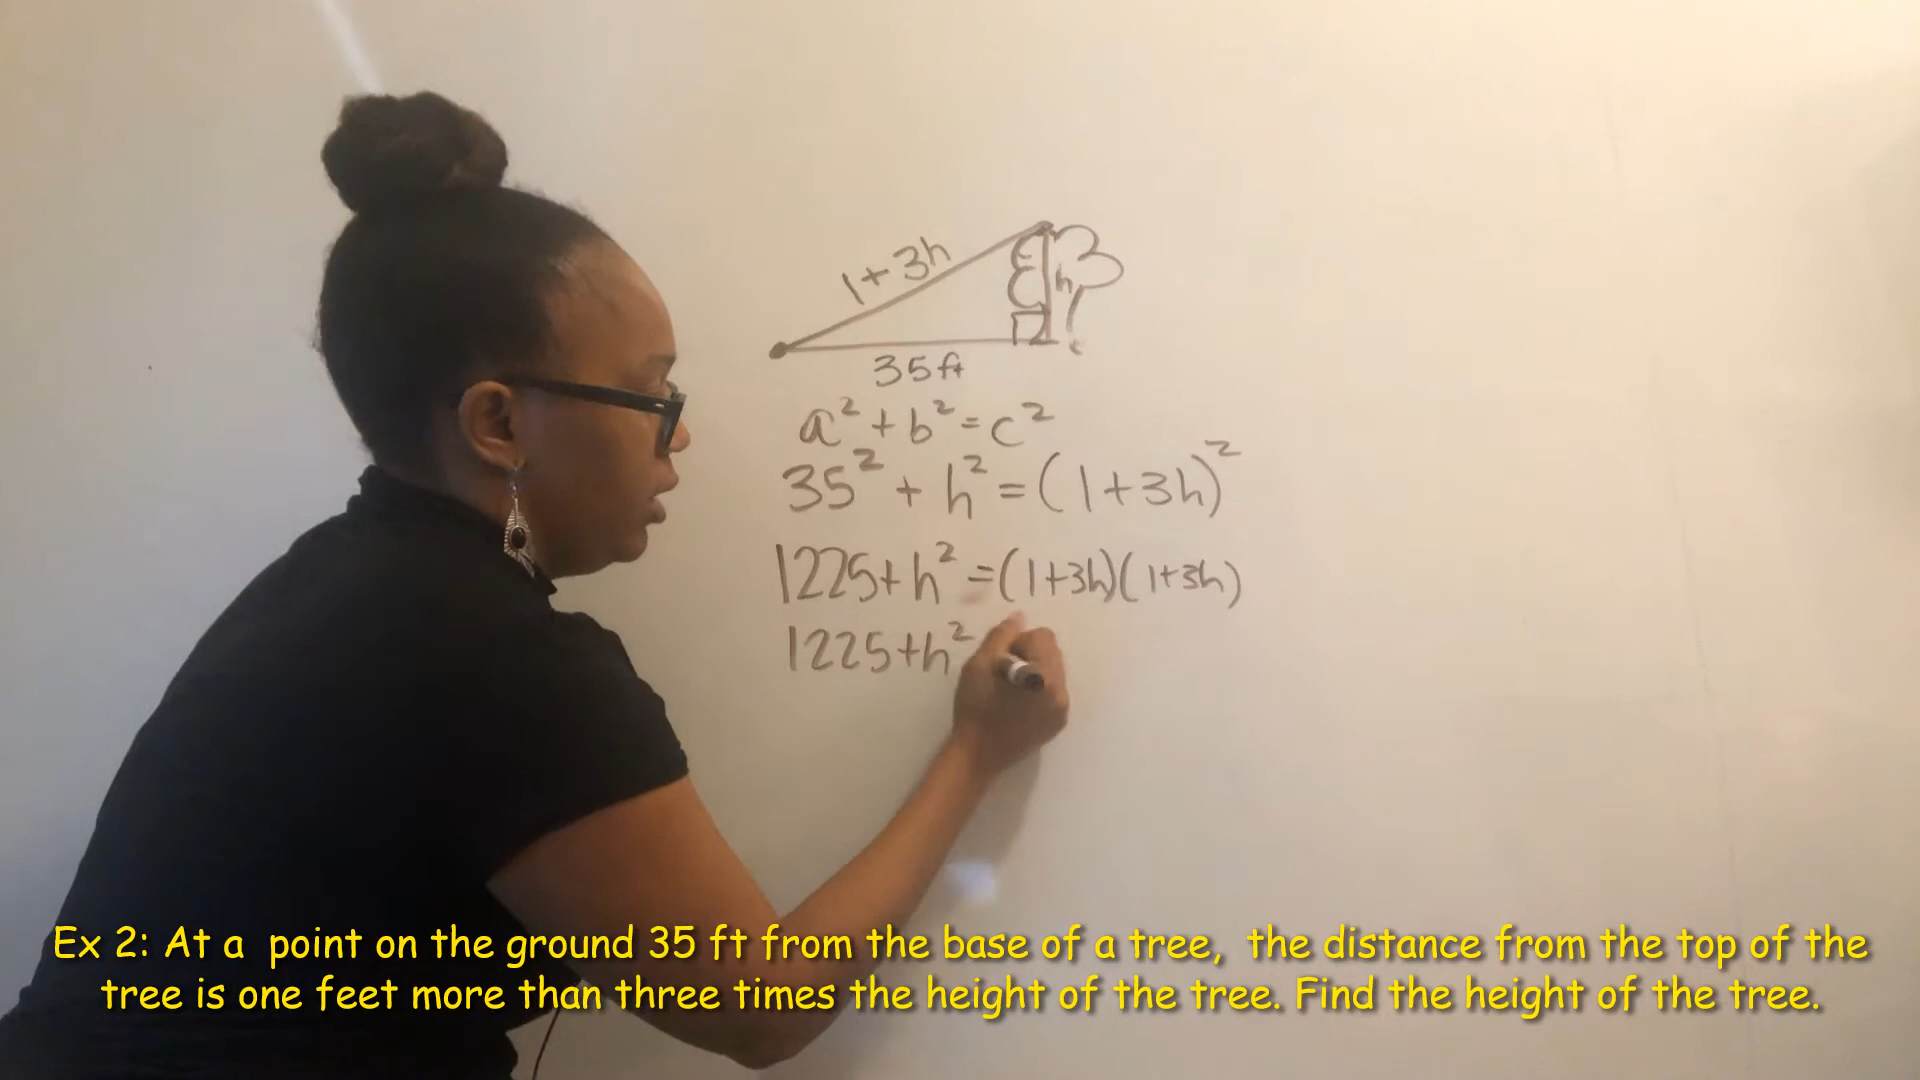 1+3h
h
35ft
a²+b²=c²
35²+h²=(1+3h)²
1225+h²=(1+3h)(1+3h)
1225+h²
Ex 2: At a point on the ground 35 ft from the base of a tree, the distance from the top of the
tree is one feet more than three times the height of the tree. Find the height of the tree.